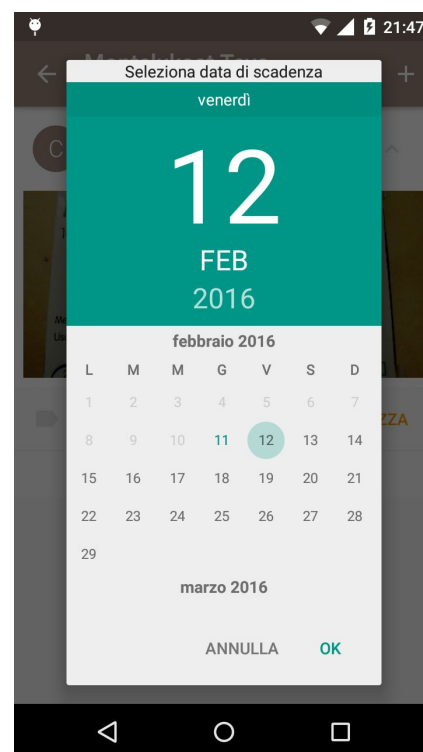 21:47
Seleziona data di scadenza
venerdì
12
FEB
2016
febbraio 2016
L M M G V S D
1 2 3 4 5 6 7
8 9 10 11 12 13 14
15 16 17 18 19 20 21
22 23 24 25 26 27 28
29
marzo 2016
ANNULLA OK